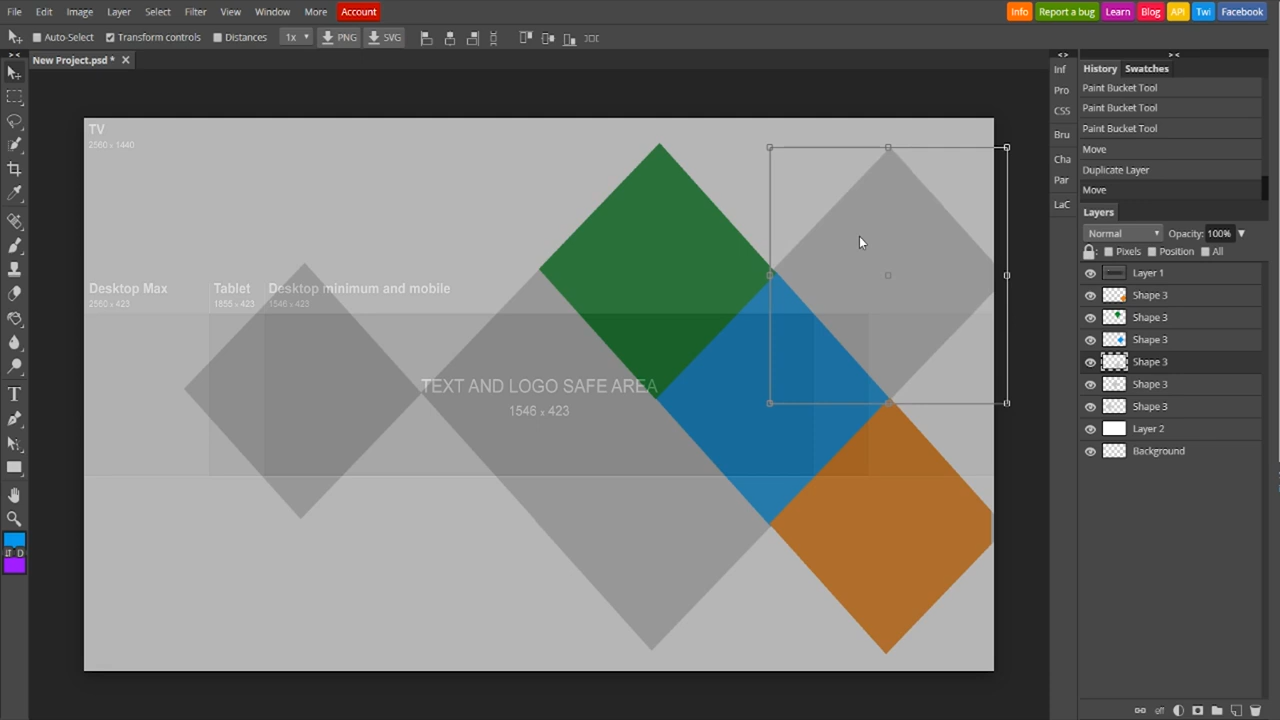 File Edit Image Layer Select Filter View Window More Account Info Report a bug Learn Blog API Twi Facebook
Auto-Select Transform controls Distances 1x PNG SVG
New Project.psd *
TV
2560 x 1440
Desktop Max Tablet Desktop minimum and mobile
2560 x 423 1855 x 423 1546 x 423
TEXT AND LOGO SAFE AREA
1546 x 423
Inf
Pro
CSS
Bru
Cha
Par
LaC
History Swatches
Paint Bucket Tool
Paint Bucket Tool
Paint Bucket Tool
Move
Duplicate Layer
Move
Layers
Normal Opacity: 100%
Pixels Position All
Layer 1
Shape 3
Shape 3
Shape 3
Shape 3
Shape 3
Shape 3
Layer 2
Background